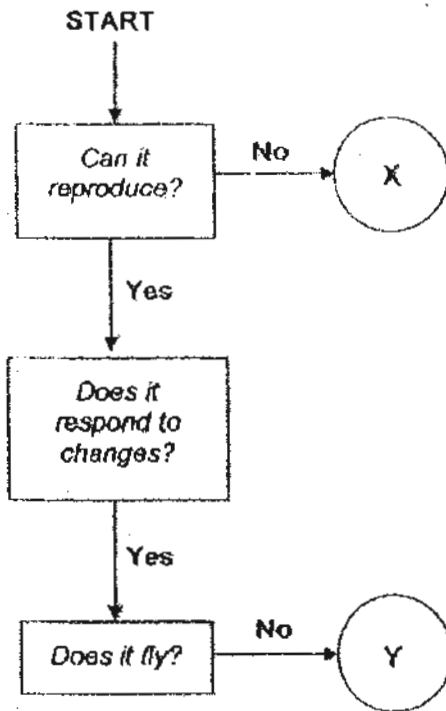 START
Can it
reproduce?
No
X
Yes
Does it
respond to
changes?
Yes
Does it fly?
No
Y